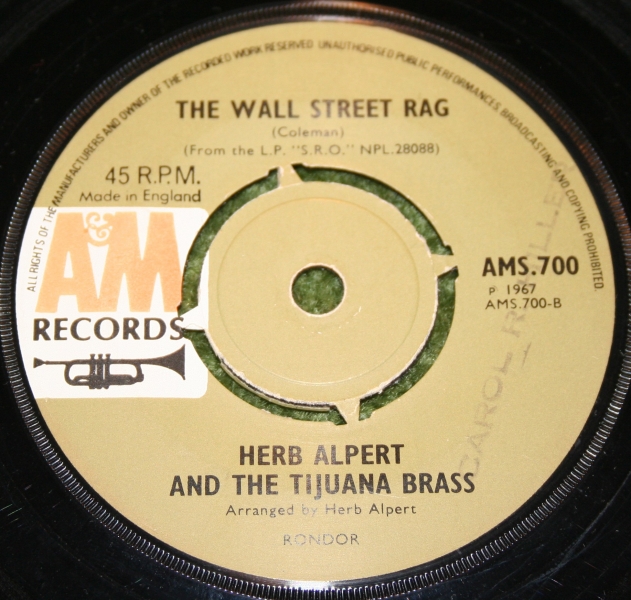 ALL RIGHTS OF THE MANUFACTURERS AND OWNER OF THE RECORDED WORK RESERVED UNAUTHORISED PUBLIC PERFORMANCES BROADCASTING AND COPYING PROHIBITED.
THE WALL STREET RAG
(Coleman)
(From the L.P. "S.R.O." NPL.28088)
45 R.P.M.
Made in England
A&M
RECORDS
AMS.700
P 1967
AMS.700-B
CAROL
HERB ALPERT
AND THE TIJUANA BRASS
Arranged by Herb Alpert
RONDOR